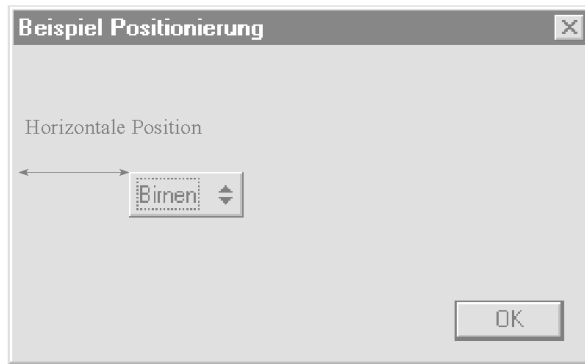 Beispiel Positionierung
Horizontale Position
Birnen
OK